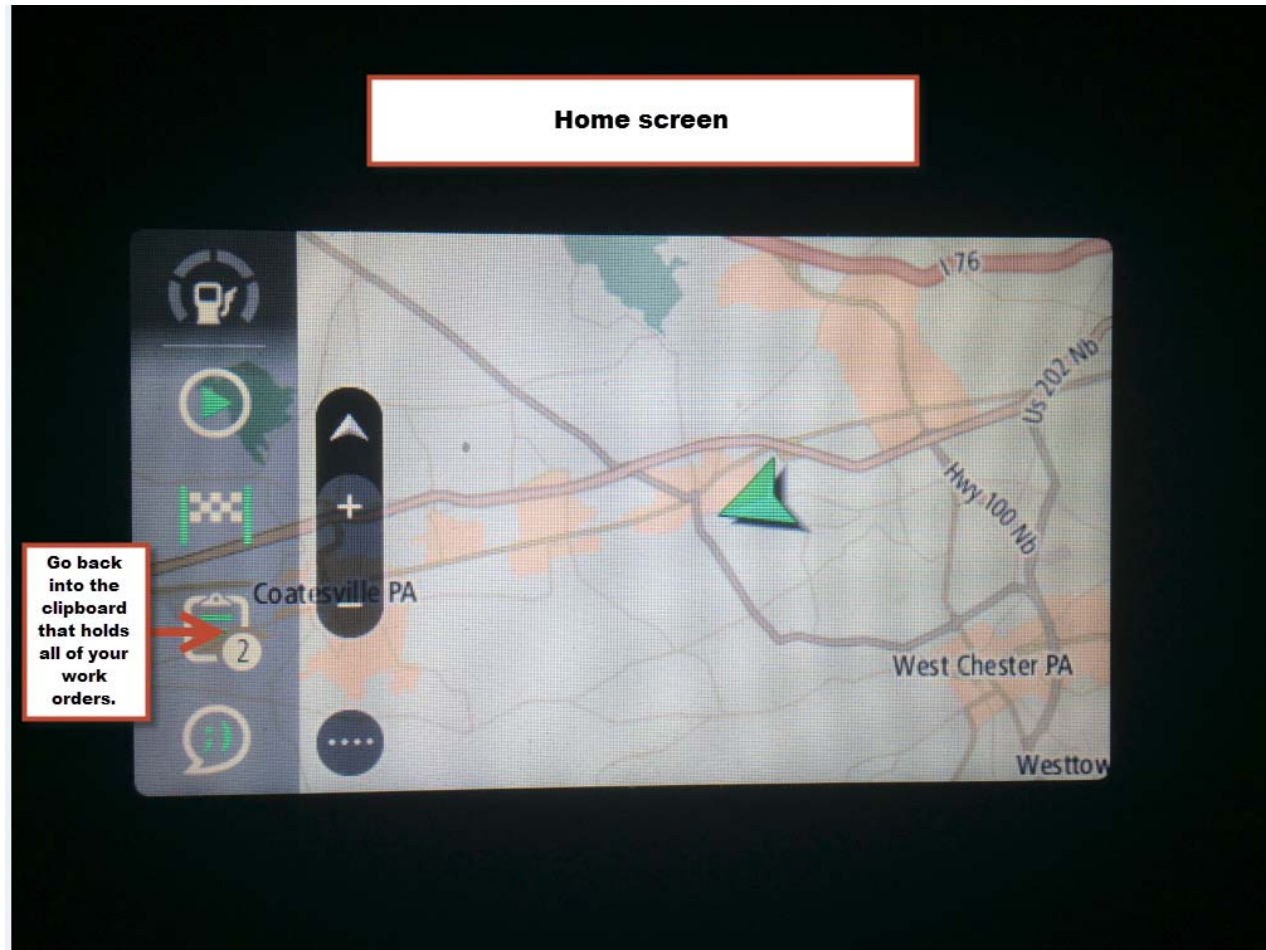 Home screen
I 76
Us 202 Nb
Hwy 100 Nb
Go back
into the
clipboard
that holds
all of your
work
orders.
Coatesville PA
+
−
2
West Chester PA
;)
....
Westtow